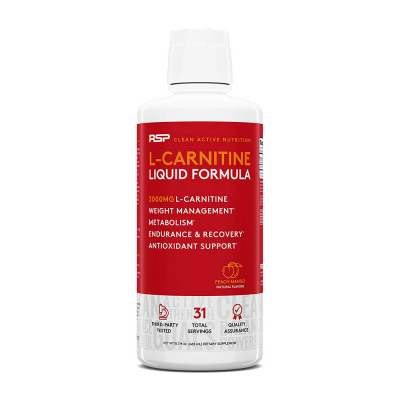 RSP CLEAN ACTIVE NUTRITION
L-CARNITINE
LIQUID FORMULA
3000MG L-CARNITINE
WEIGHT MANAGEMENT*
METABOLISM*
ENDURANCE & RECOVERY*
ANTIOXIDANT SUPPORT*
PEACH MANGO
NATURAL FLAVORS
THIRD-PARTY
TESTED
31
TOTAL
SERVINGS
QUALITY
ASSURANCE
DIETARY SUPPLEMENT